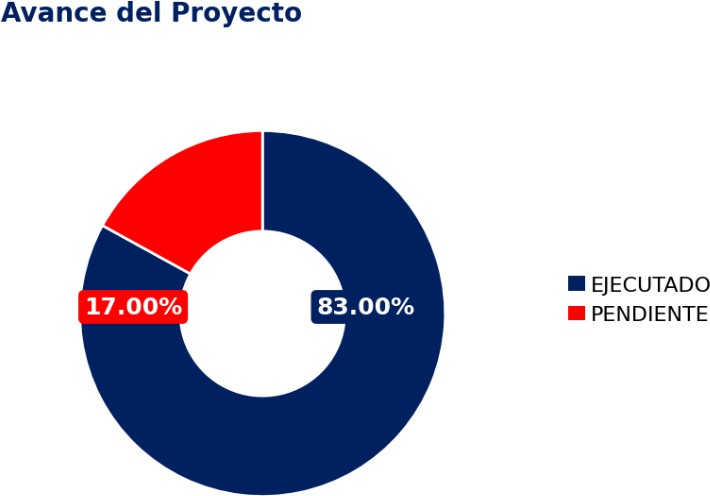 Avance del Proyecto
17.00%
83.00%
EJECUTADO
PENDIENTE